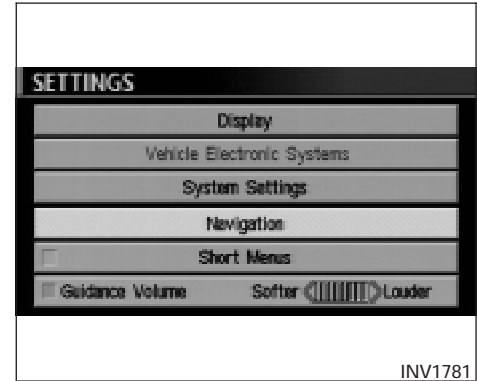 SETTINGS
Display
Vehicle Electronic Systems
System Settings
Navigation
Short Menus
Guidance Volume Softer Louder
INV1781